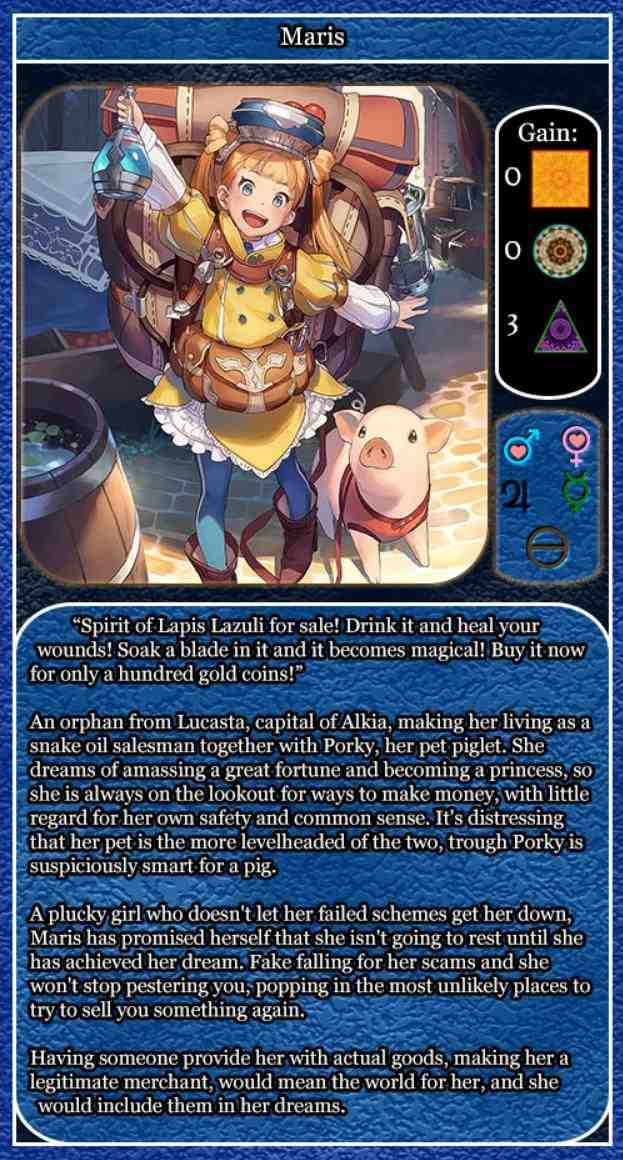 Maris
Gain:
0
0
3
“Spirit of Lapis Lazuli for sale! Drink it and heal your
wounds! Soak a blade in it and it becomes magical! Buy it now
for only a hundred gold coins!”
An orphan from Lucasta, capital of Alkia, making her living as a
snake oil salesman together with Porky, her pet piglet. She
dreams of amassing a great fortune and becoming a princess, so
she is always on the lookout for ways to make money, with little
regard for her own safety and common sense. It's distressing
that her pet is the more levelheaded of the two, trough Porky is
suspiciously smart for a pig.
A plucky girl who doesn't let her failed schemes get her down,
Maris has promised herself that she isn't going to rest until she
has achieved her dream. Fake falling for her scams and she
won't stop pestering you, popping in the most unlikely places to
try to sell you something again.
Having someone provide her with actual goods, making her a
legitimate merchant, would mean the world for her, and she
would include them in her dreams.